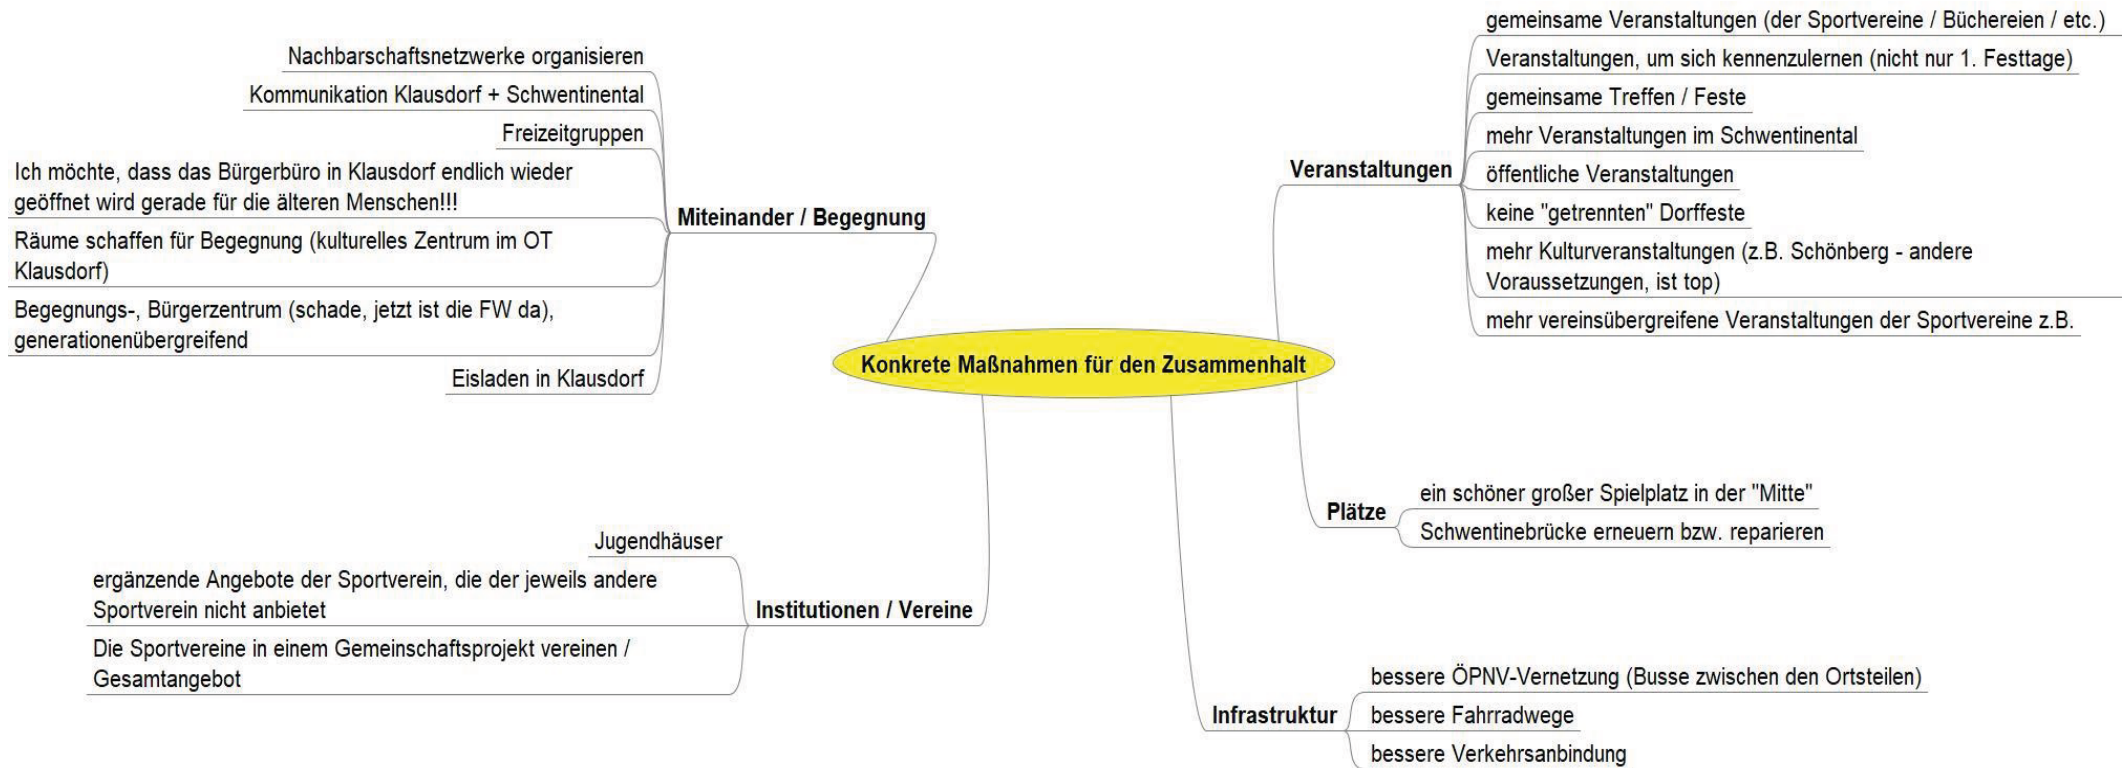 Konkrete Maßnahmen für den Zusammenhalt
Miteinander / Begegnung
Nachbarschaftsnetzwerke organisieren
Kommunikation Klausdorf + Schwentinental
Freizeitgruppen
Ich möchte, dass das Bürgerbüro in Klausdorf endlich wieder
geöffnet wird gerade für die älteren Menschen!!!
Räume schaffen für Begegnung (kulturelles Zentrum im OT
Klausdorf)
Begegnungs-, Bürgerzentrum (schade, jetzt ist die FW da),
generationenübergreifend
Eisladen in Klausdorf
Institutionen / Vereine
Jugendhäuser
ergänzende Angebote der Sportverein, die der jeweils andere
Sportverein nicht anbietet
Die Sportvereine in einem Gemeinschaftsprojekt vereinen /
Gesamtangebot
Veranstaltungen
gemeinsame Veranstaltungen (der Sportvereine / Büchereien / etc.)
Veranstaltungen, um sich kennenzulernen (nicht nur 1. Festtage)
gemeinsame Treffen / Feste
mehr Veranstaltungen im Schwentinental
öffentliche Veranstaltungen
keine "getrennten" Dorffeste
mehr Kulturveranstaltungen (z.B. Schönberg - andere
Voraussetzungen, ist top)
mehr vereinsübergreifene Veranstaltungen der Sportvereine z.B.
Plätze
ein schöner großer Spielplatz in der "Mitte"
Schwentinebrücke erneuern bzw. reparieren
Infrastruktur
bessere ÖPNV-Vernetzung (Busse zwischen den Ortsteilen)
bessere Fahrradwege
bessere Verkehrsanbindung